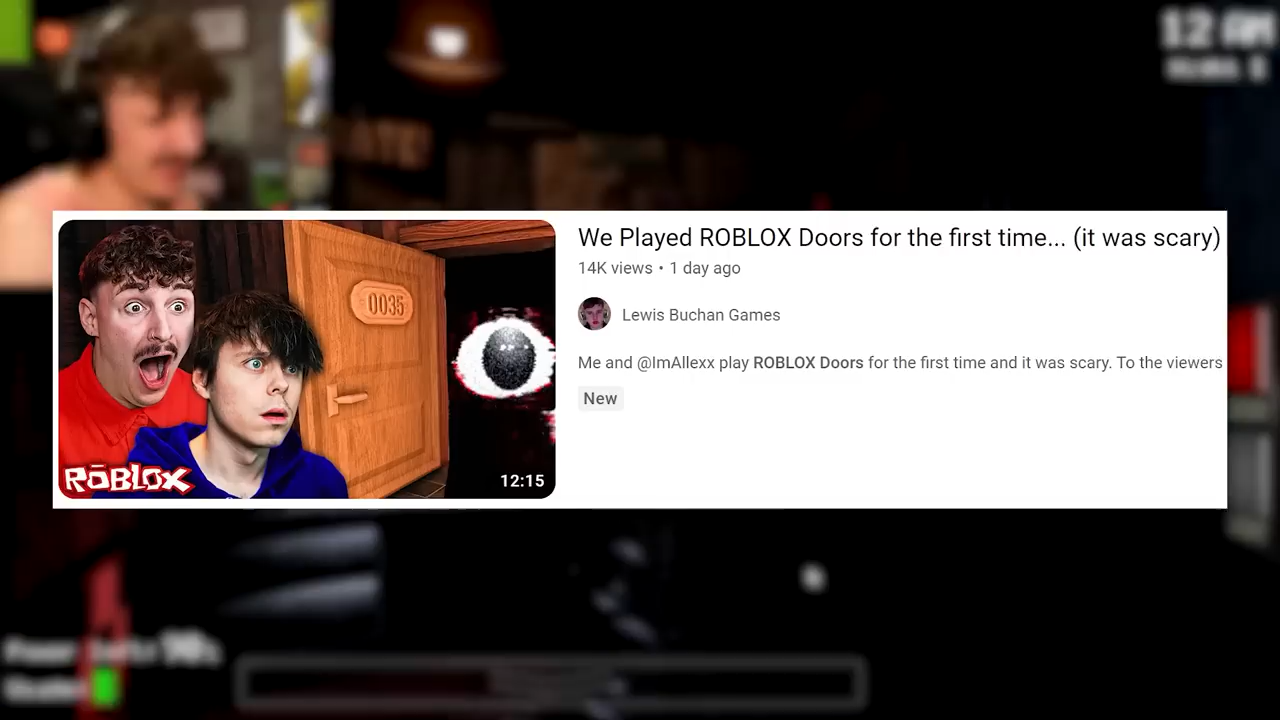 12 AM
We Played ROBLOX Doors for the first time... (it was scary)
14K views • 1 day ago
0035
Lewis Buchan Games
Me and @ImAllexx play ROBLOX Doors for the first time and it was scary. To the viewers
New
ROBLOX
12:15